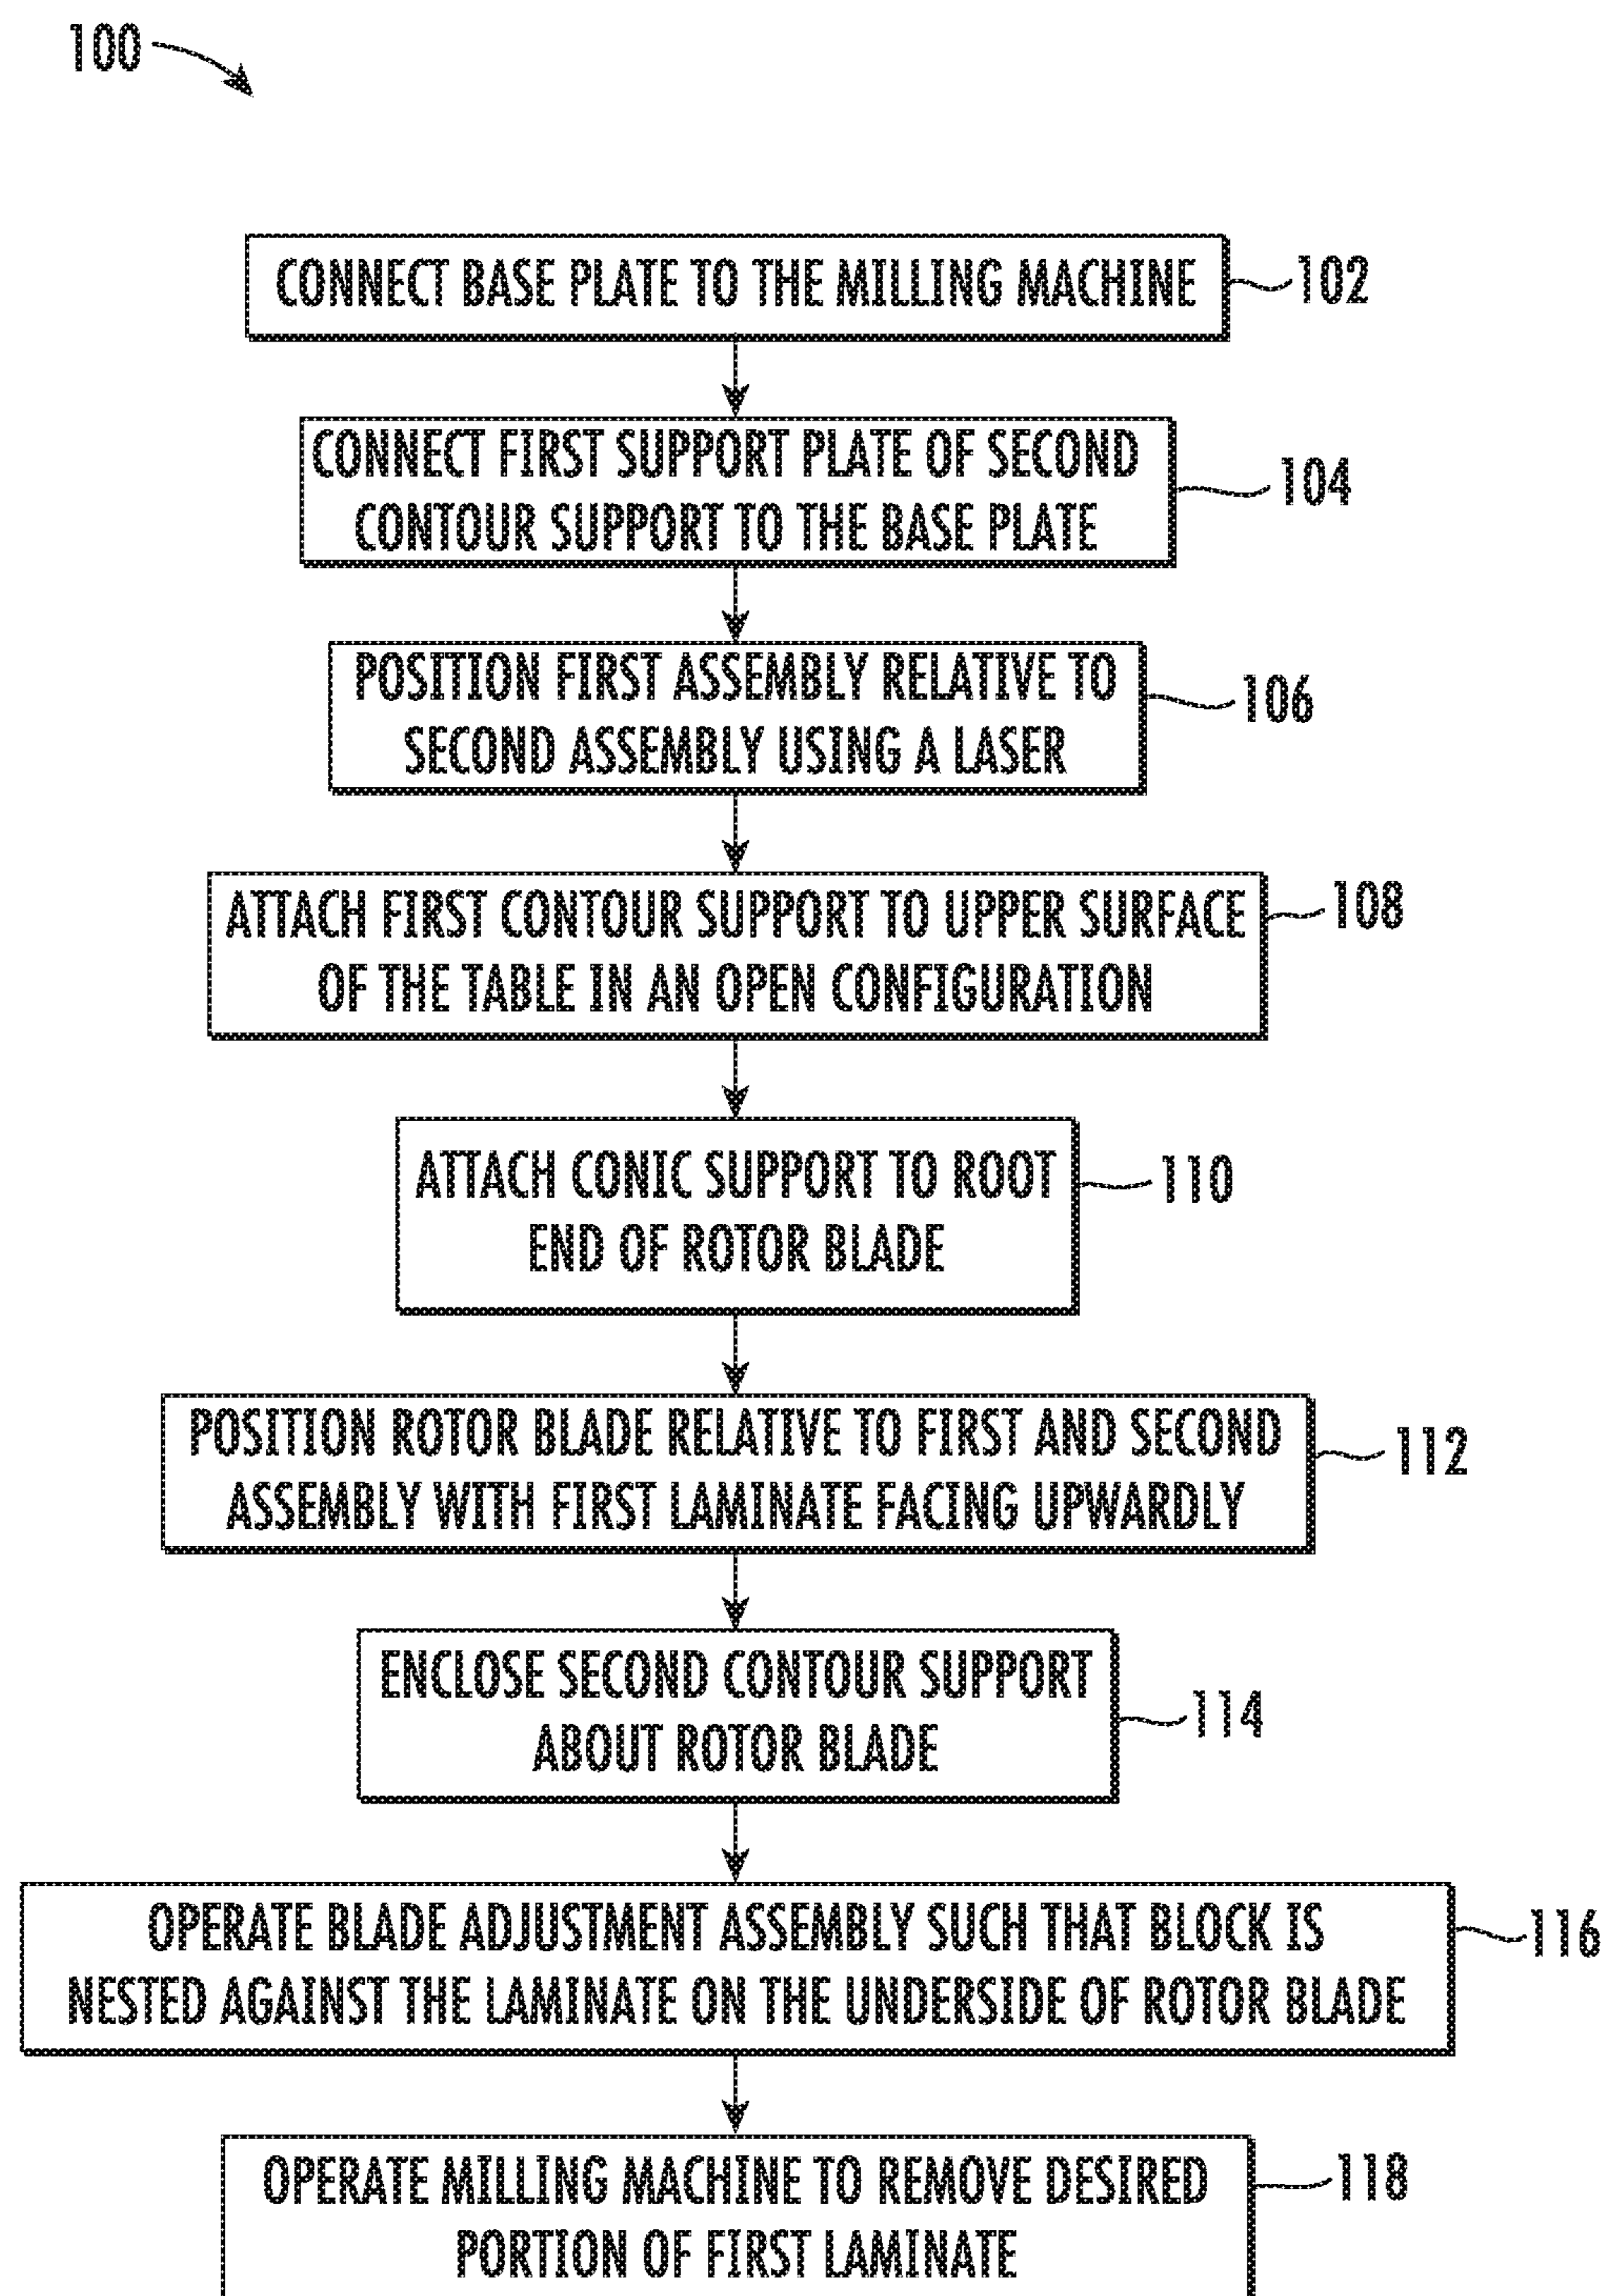 100
CONNECT BASE PLATE TO THE MILLING MACHINE
102
CONNECT FIRST SUPPORT PLATE OF SECOND
CONTOUR SUPPORT TO THE BASE PLATE
104
POSITION FIRST ASSEMBLY RELATIVE TO
SECOND ASSEMBLY USING A LASER
106
ATTACH FIRST CONTOUR SUPPORT TO UPPER SURFACE
OF THE TABLE IN AN OPEN CONFIGURATION
108
ATTACH CONIC SUPPORT TO ROOT
END OF ROTOR BLADE
110
POSITION ROTOR BLADE RELATIVE TO FIRST AND SECOND
ASSEMBLY WITH FIRST LAMINATE FACING UPWARDLY
112
ENCLOSE SECOND CONTOUR SUPPORT
ABOUT ROTOR BLADE
114
OPERATE BLADE ADJUSTMENT ASSEMBLY SUCH THAT BLOCK IS
NESTED AGAINST THE LAMINATE ON THE UNDERSIDE OF ROTOR BLADE
116
OPERATE MILLING MACHINE TO REMOVE DESIRED
PORTION OF FIRST LAMINATE
118